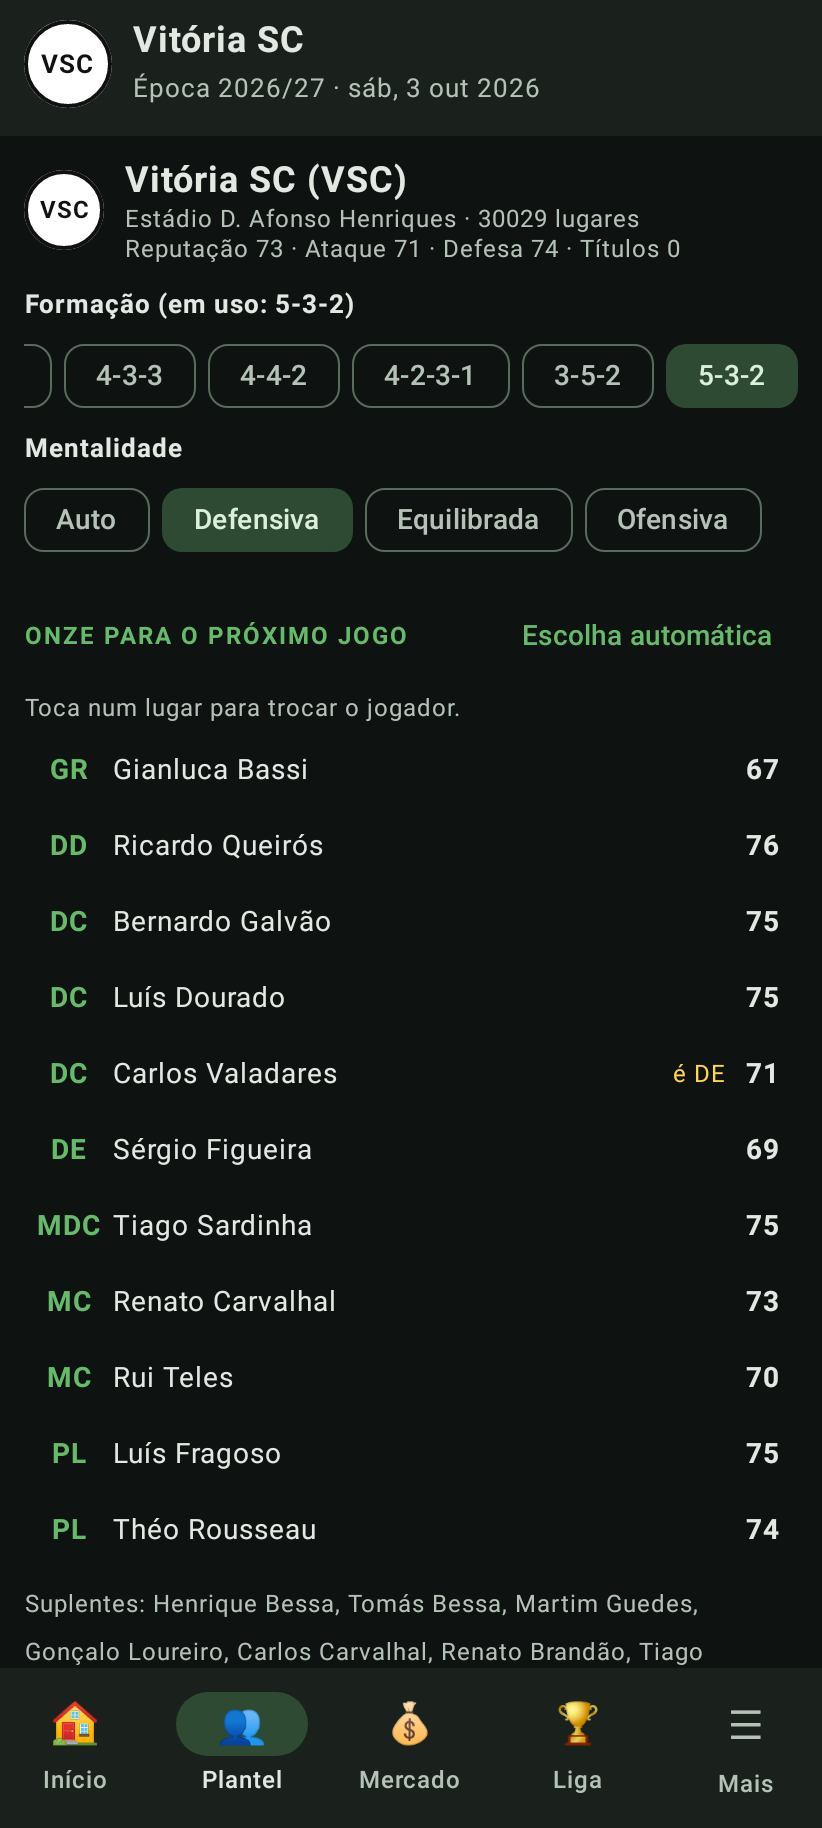 VSC
Vitória SC
Época 2026/27 · sáb, 3 out 2026
VSC
Vitória SC (VSC)
Estádio D. Afonso Henriques · 30029 lugares
Reputação 73 · Ataque 71 · Defesa 74 · Títulos 0
Formação (em uso: 5-3-2)
4-3-3 4-4-2 4-2-3-1 3-5-2 5-3-2
Mentalidade
Auto Defensiva Equilibrada Ofensiva
ONZE PARA O PRÓXIMO JOGO Escolha automática
Toca num lugar para trocar o jogador.
GR Gianluca Bassi 67
DD Ricardo Queirós 76
DC Bernardo Galvão 75
DC Luís Dourado 75
DC Carlos Valadares é DE 71
DE Sérgio Figueira 69
MDC Tiago Sardinha 75
MC Renato Carvalhal 73
MC Rui Teles 70
PL Luís Fragoso 75
PL Théo Rousseau 74
Suplentes: Henrique Bessa, Tomás Bessa, Martim Guedes,
Gonçalo Loureiro, Carlos Carvalhal, Renato Brandão, Tiago
Início Plantel Mercado Liga Mais